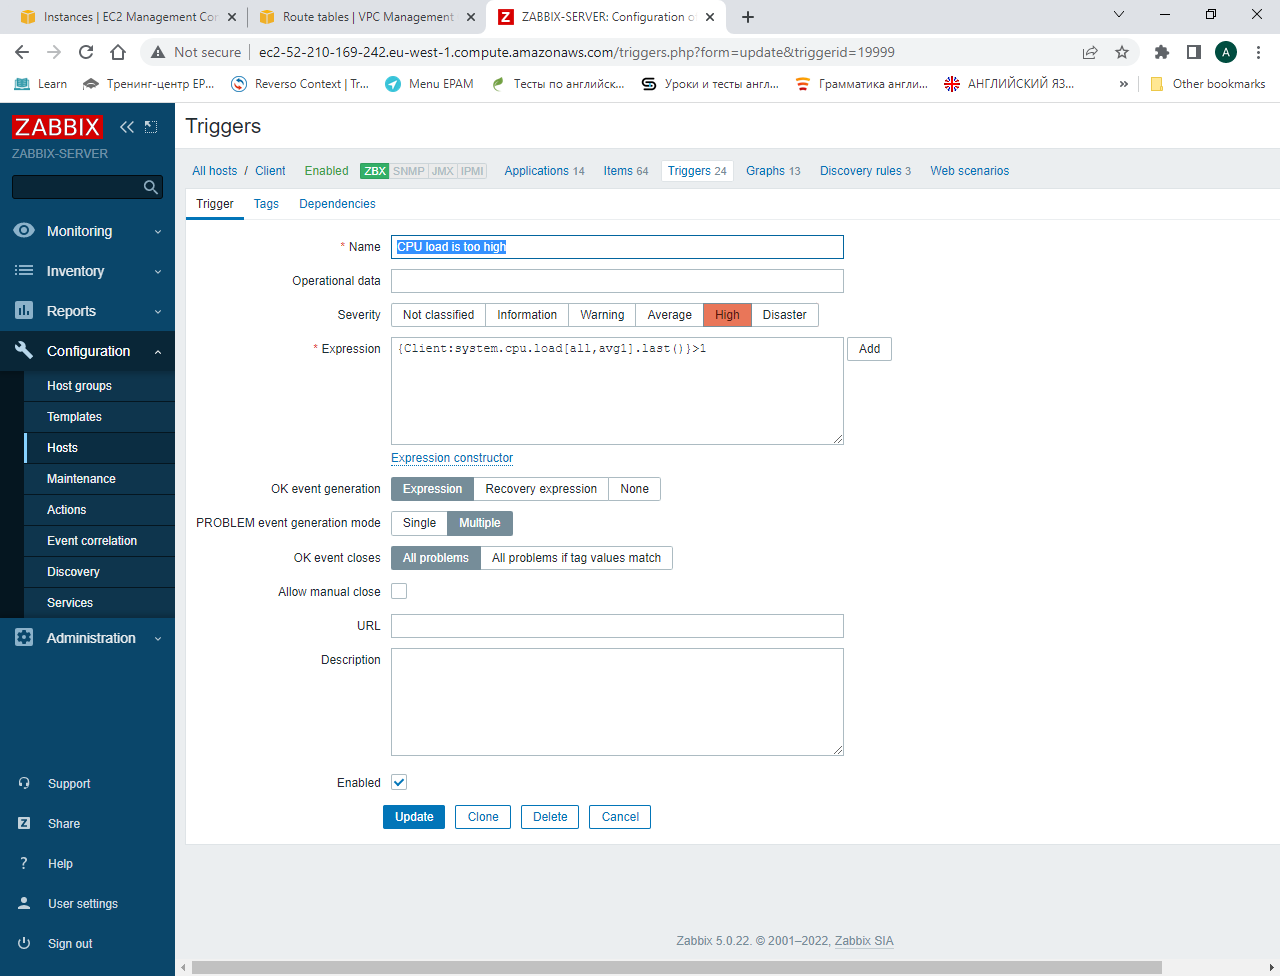 Instances | EC2 Management Con
Route tables | VPC Management
ZABBIX-SERVER: Configuration o
Not secure
ec2-52-210-169-242.eu-west-1.compute.amazonaws.com/triggers.php?form=update&triggerid=19999
A
Learn
Тренинг-центр EP...
Reverso Context | Tr...
Menu EPAM
Тесты по английск...
Уроки и тесты англ...
Грамматика англи...
АНГЛИЙСКИЙ ЯЗ...
»
Other bookmarks
ZABBIX
ZABBIX-SERVER
Monitoring
Inventory
Reports
Configuration
Host groups
Templates
Hosts
Maintenance
Actions
Event correlation
Discovery
Services
Administration
Support
Share
Help
User settings
Sign out
Triggers
All hosts / Client Enabled ZBX SNMP JMX IPMI Applications 14 Items 64 Triggers 24 Graphs 13 Discovery rules 3 Web scenarios
Trigger Tags Dependencies
* Name CPU load is too high
Operational data
Severity Not classified Information Warning Average High Disaster
* Expression {Client:system.cpu.load[all,avg1].last()}>1 Add
Expression constructor
OK event generation Expression Recovery expression None
PROBLEM event generation mode Single Multiple
OK event closes All problems All problems if tag values match
Allow manual close
URL
Description
Enabled
Update Clone Delete Cancel
Zabbix 5.0.22. © 2001–2022, Zabbix SIA